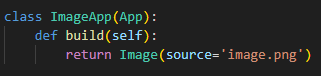 class ImageApp(App):
    def build(self):
        return Image(source='image.png')